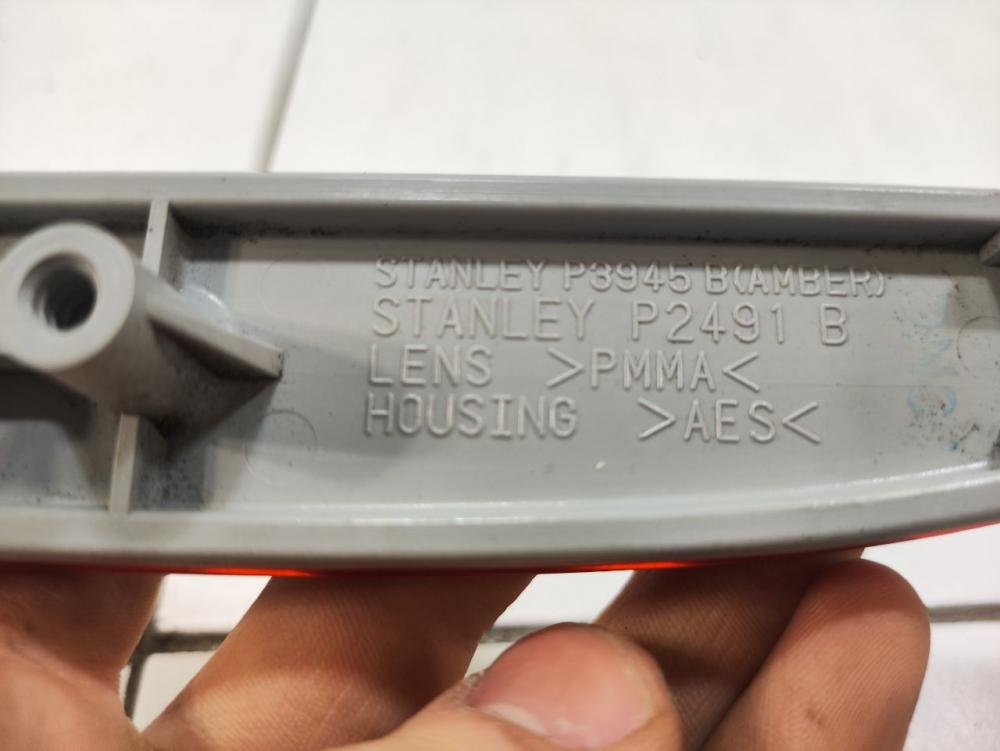 STANLEY P3945 B(AMBER)
STANLEY P2491 B
LENS >PMMA<
HOUSING >AES<